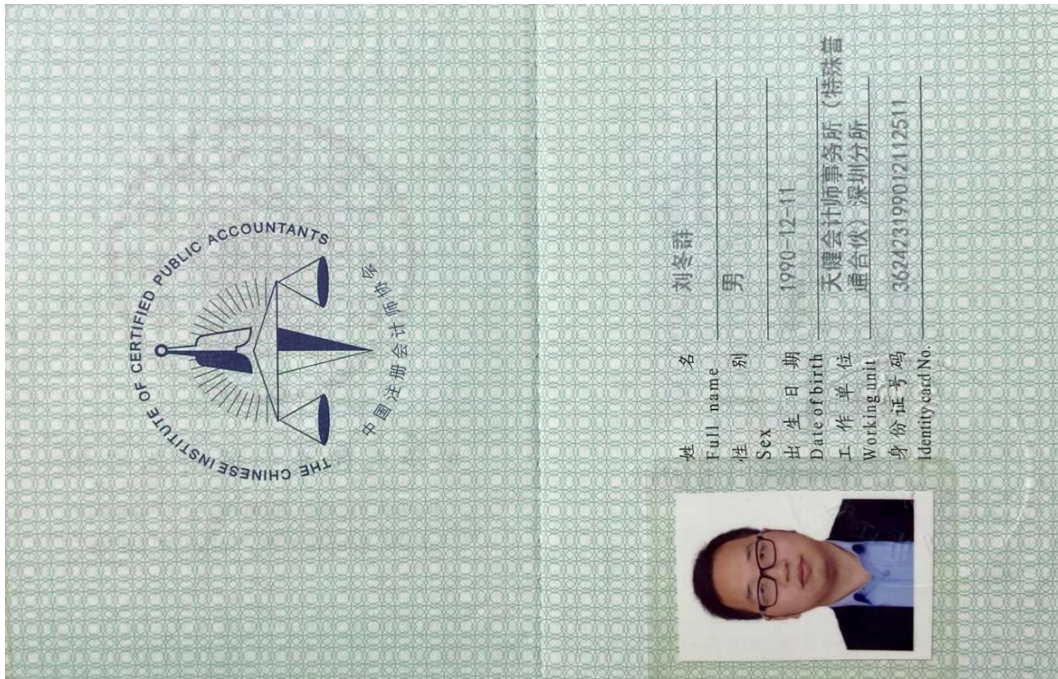 THE CHINESE INSTITUTE OF CERTIFIED PUBLIC ACCOUNTANTS
中国注册会计师协会
姓 名 刘冬群
Full name
性 别 男
Sex
出 生 日 期 1990-12-11
Date of birth
工 作 单 位 天健会计师事务所(特殊普
Working unit 通合伙)深圳分所
身份证号码 362423199012112511
Identity card No.